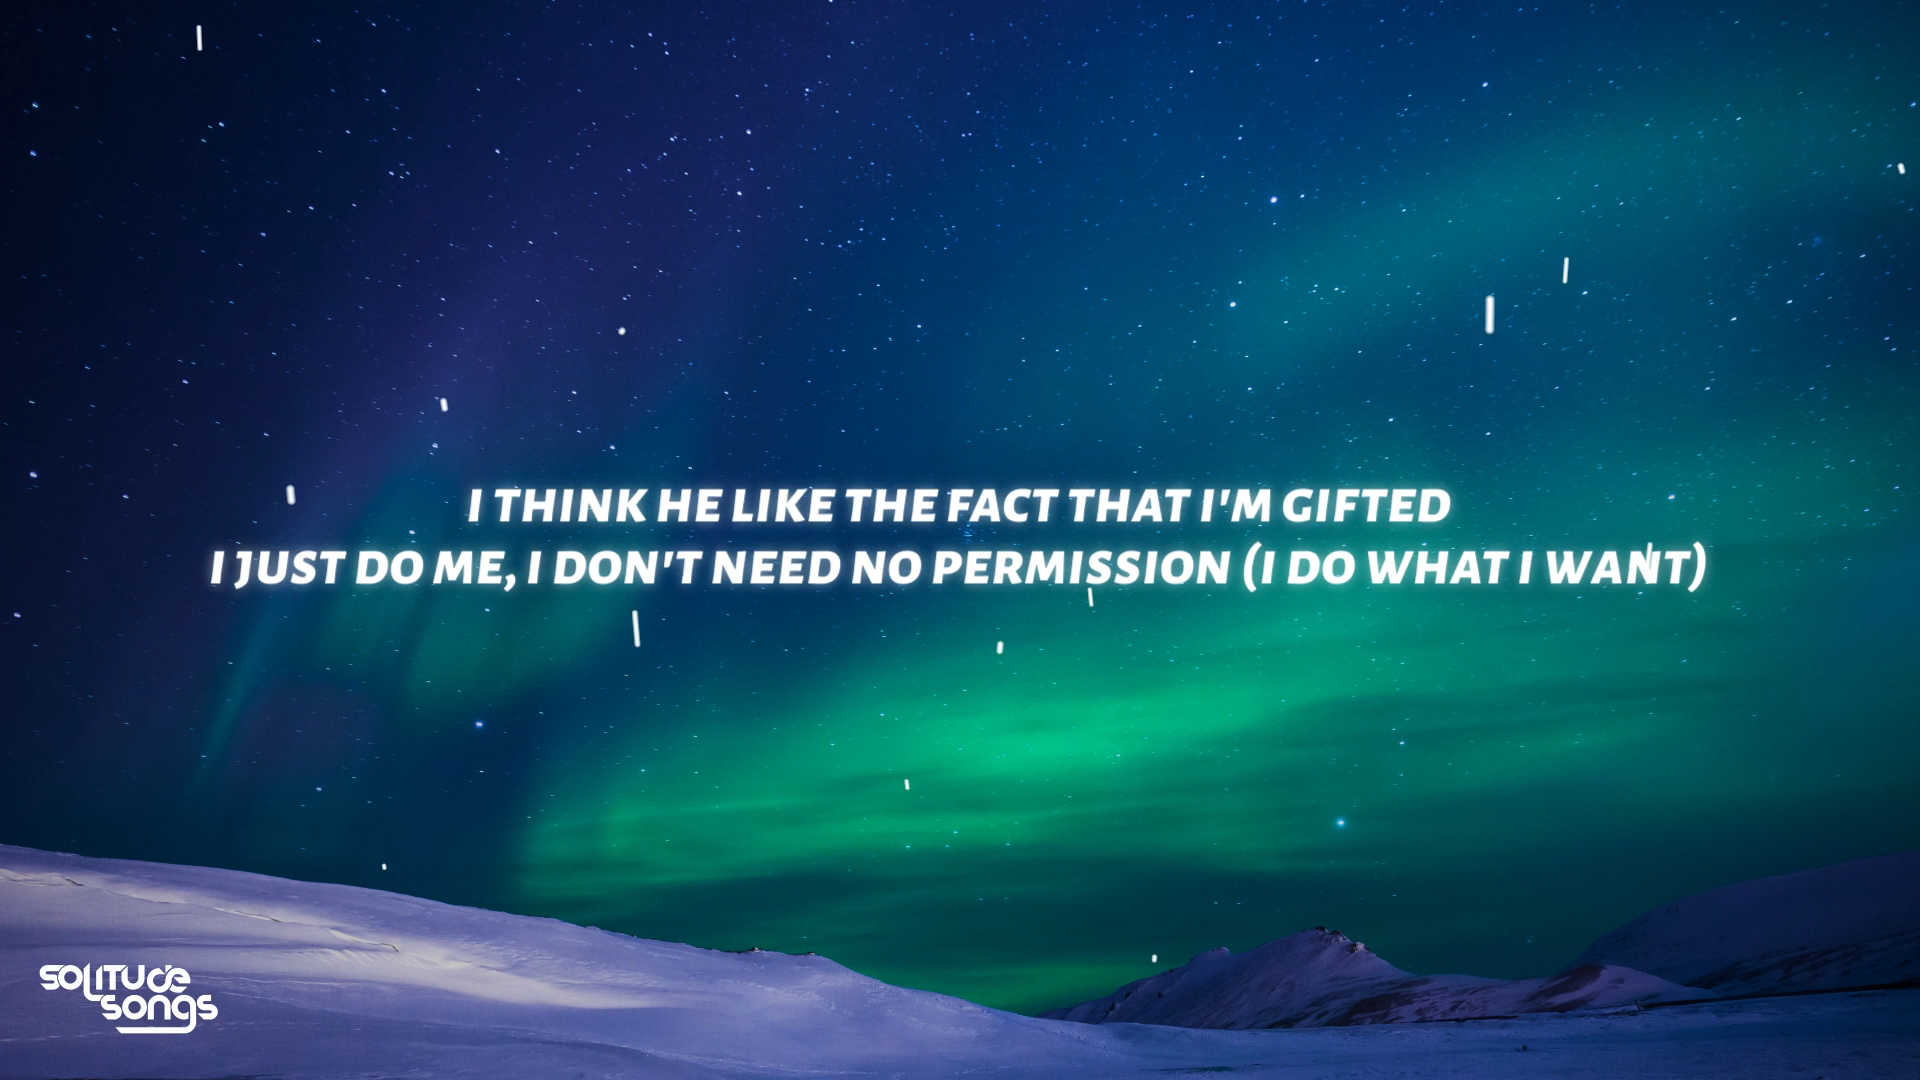 I THINK HE LIKE THE FACT THAT I'M GIFTED
I JUST DO ME, I DON'T NEED NO PERMISSION (I DO WHAT I WANT)
SOLITUDE
SONGS